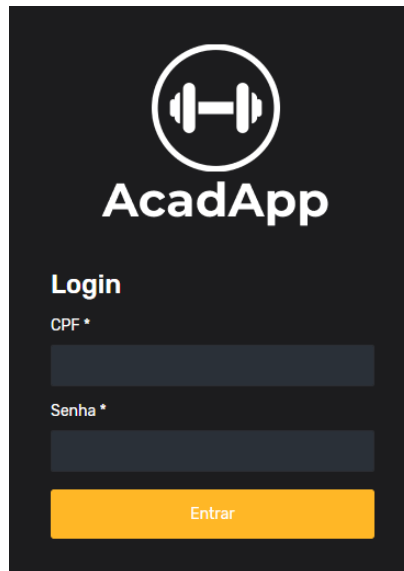 AcadApp
Login
CPF *
Senha *
Entrar